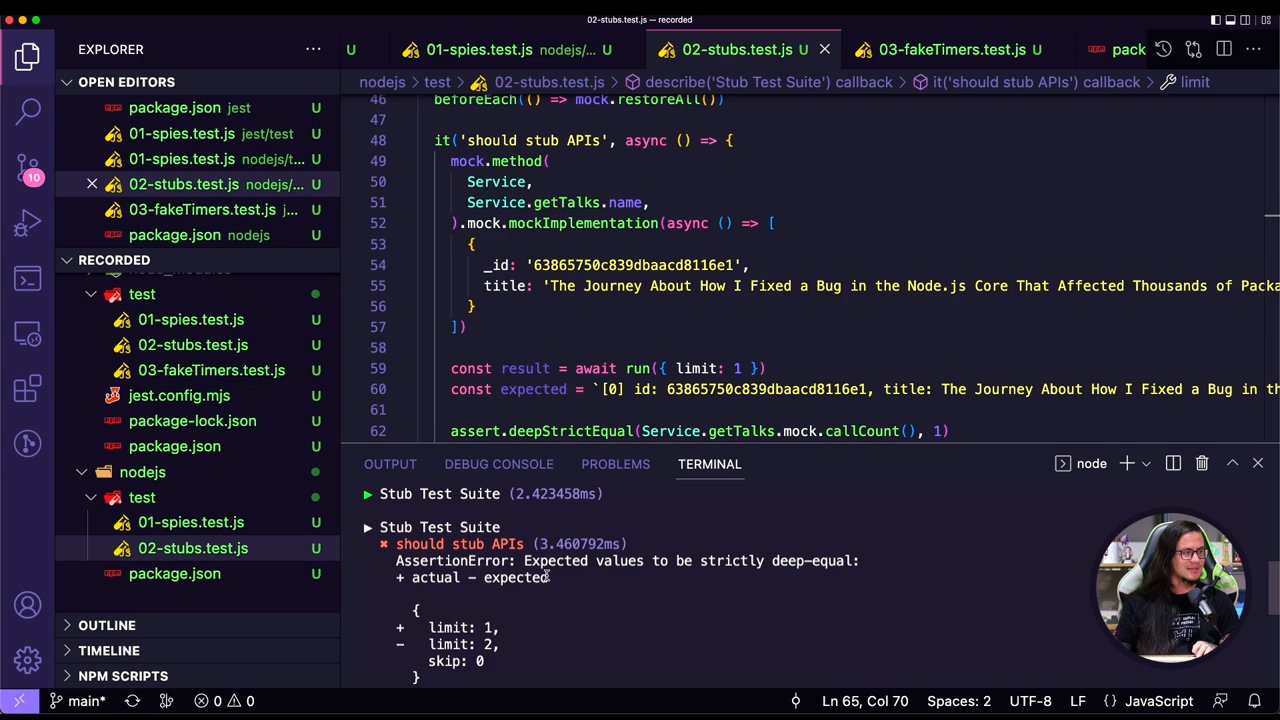 02-stubs.test.js — recorded
EXPLORER
OPEN EDITORS
package.json jest
01-spies.test.js jest/test
01-spies.test.js nodejs/t... U
02-stubs.test.js nodejs/... U
03-fakeTimers.test.js j... U
package.json nodejs U
RECORDED
node_modules
test
01-spies.test.js U
02-stubs.test.js U
03-fakeTimers.test.js U
jest.config.mjs U
package-lock.json U
package.json U
nodejs
test
01-spies.test.js U
02-stubs.test.js U
package.json U
OUTLINE
TIMELINE
NPM SCRIPTS
10
U 01-spies.test.js nodejs/... U 02-stubs.test.js U 03-fakeTimers.test.js U pack
nodejs > test > 02-stubs.test.js > describe('Stub Test Suite') callback > it('should stub APIs') callback > limit
46 beforeEach(() => mock.restoreAll())
47
48 it('should stub APIs', async () => {
49 mock.method(
50 Service,
51 Service.getTalks.name,
52 ).mock.mockImplementation(async () => [
53 {
54 _id: '63865750c839dbaacd8116e1',
55 title: 'The Journey About How I Fixed a Bug in the Node.js Core That Affected Thousands of Packa
56 }
57 ])
58
59 const result = await run({ limit: 1 })
60 const expected = `[0] id: 63865750c839dbaacd8116e1, title: The Journey About How I Fixed a Bug in th
61
62 assert.deepStrictEqual(Service.getTalks.mock.callCount(), 1)
OUTPUT DEBUG CONSOLE PROBLEMS TERMINAL node
▶ Stub Test Suite (2.423458ms)
▶ Stub Test Suite
✖ should stub APIs (3.460792ms)
AssertionError: Expected values to be strictly deep-equal:
+ actual - expected
{
+ limit: 1,
- limit: 2,
skip: 0
}
main* 0 0 Ln 65, Col 70 Spaces: 2 UTF-8 LF {} JavaScript